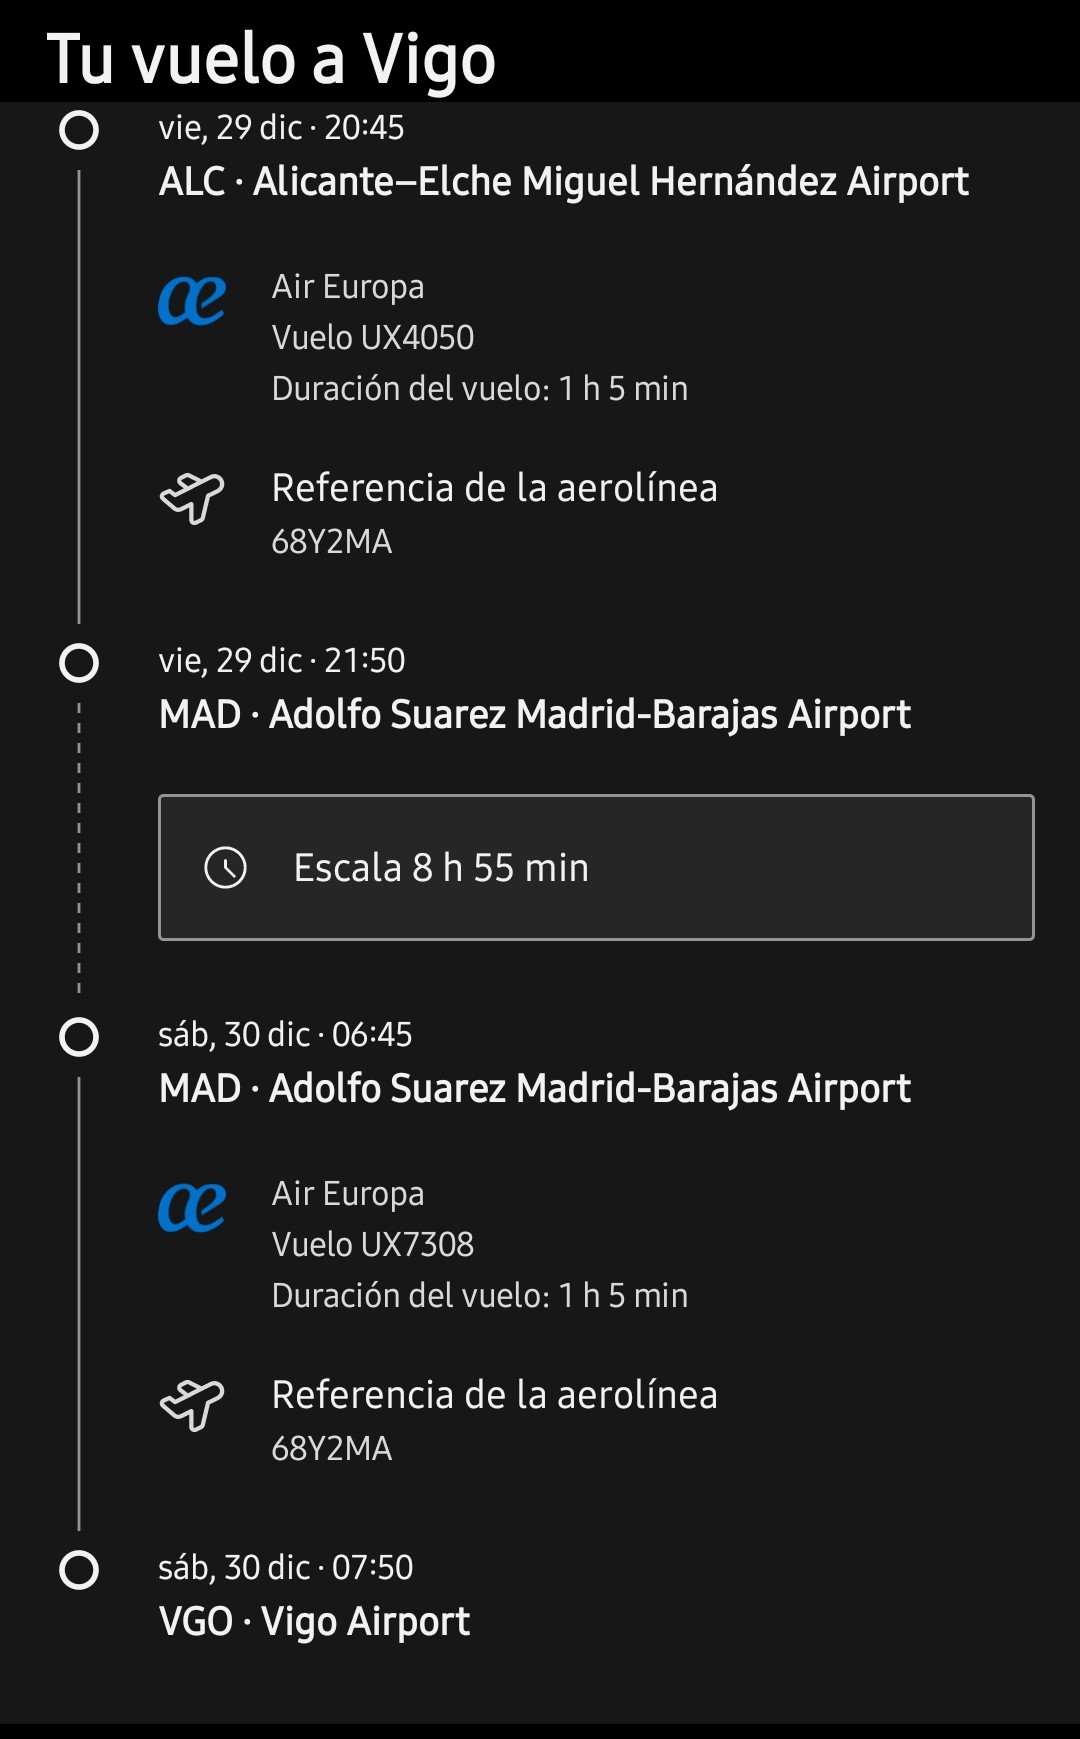 Tu vuelo a Vigo
vie, 29 dic · 20:45
ALC · Alicante–Elche Miguel Hernández Airport
æ
Air Europa
Vuelo UX4050
Duración del vuelo: 1 h 5 min
Referencia de la aerolínea
68Y2MA
vie, 29 dic · 21:50
MAD · Adolfo Suarez Madrid-Barajas Airport
Escala 8 h 55 min
sáb, 30 dic · 06:45
MAD · Adolfo Suarez Madrid-Barajas Airport
æ
Air Europa
Vuelo UX7308
Duración del vuelo: 1 h 5 min
Referencia de la aerolínea
68Y2MA
sáb, 30 dic · 07:50
VGO · Vigo Airport